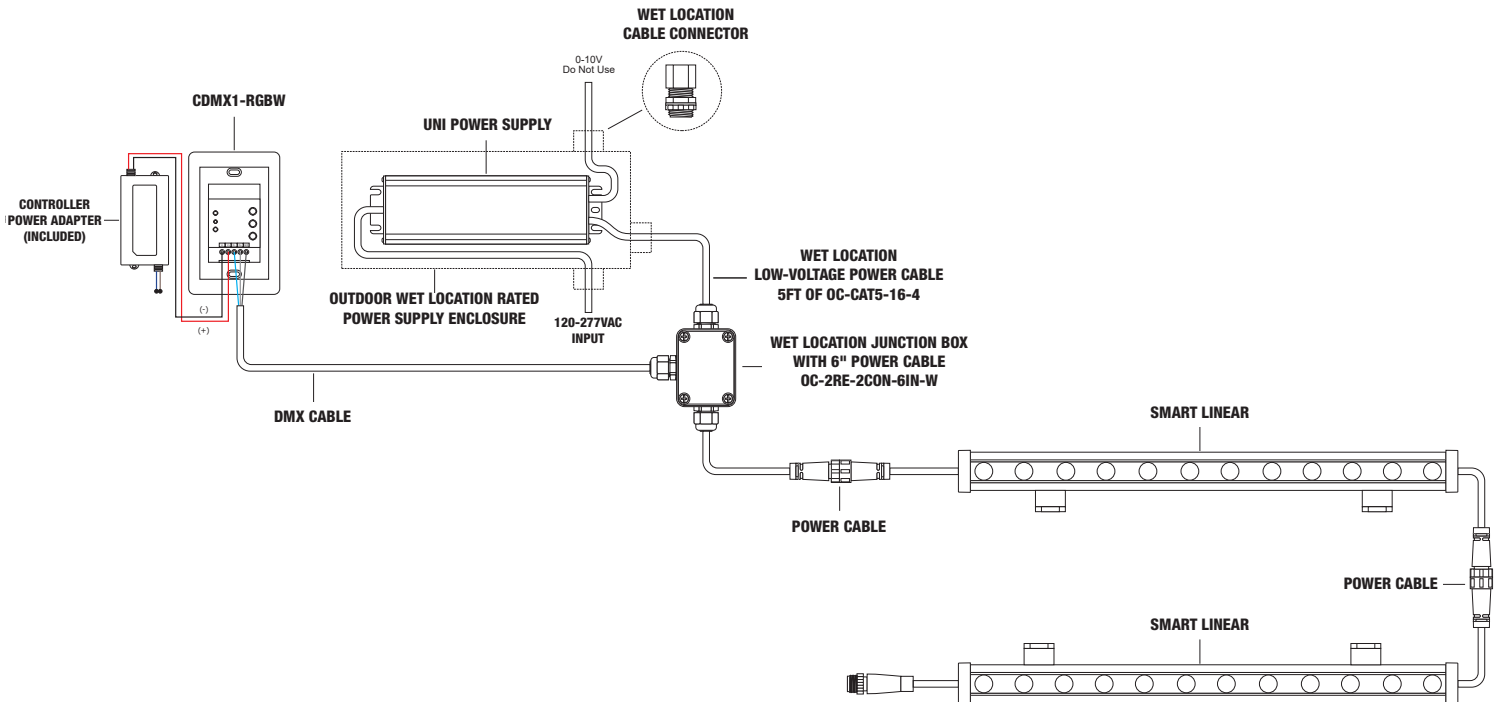 WET LOCATION
CABLE CONNECTOR
0-10V
Do Not Use
CDMX1-RGBW
UNI POWER SUPPLY
CONTROLLER
POWER ADAPTER
(INCLUDED)
WET LOCATION
LOW-VOLTAGE POWER CABLE
5FT OF OC-CAT5-16-4
OUTDOOR WET LOCATION RATED
POWER SUPPLY ENCLOSURE
120-277VAC
INPUT
(-)
(+)
WET LOCATION JUNCTION BOX
WITH 6" POWER CABLE
OC-2RE-2CON-6IN-W
DMX CABLE
SMART LINEAR
POWER CABLE
POWER CABLE
SMART LINEAR